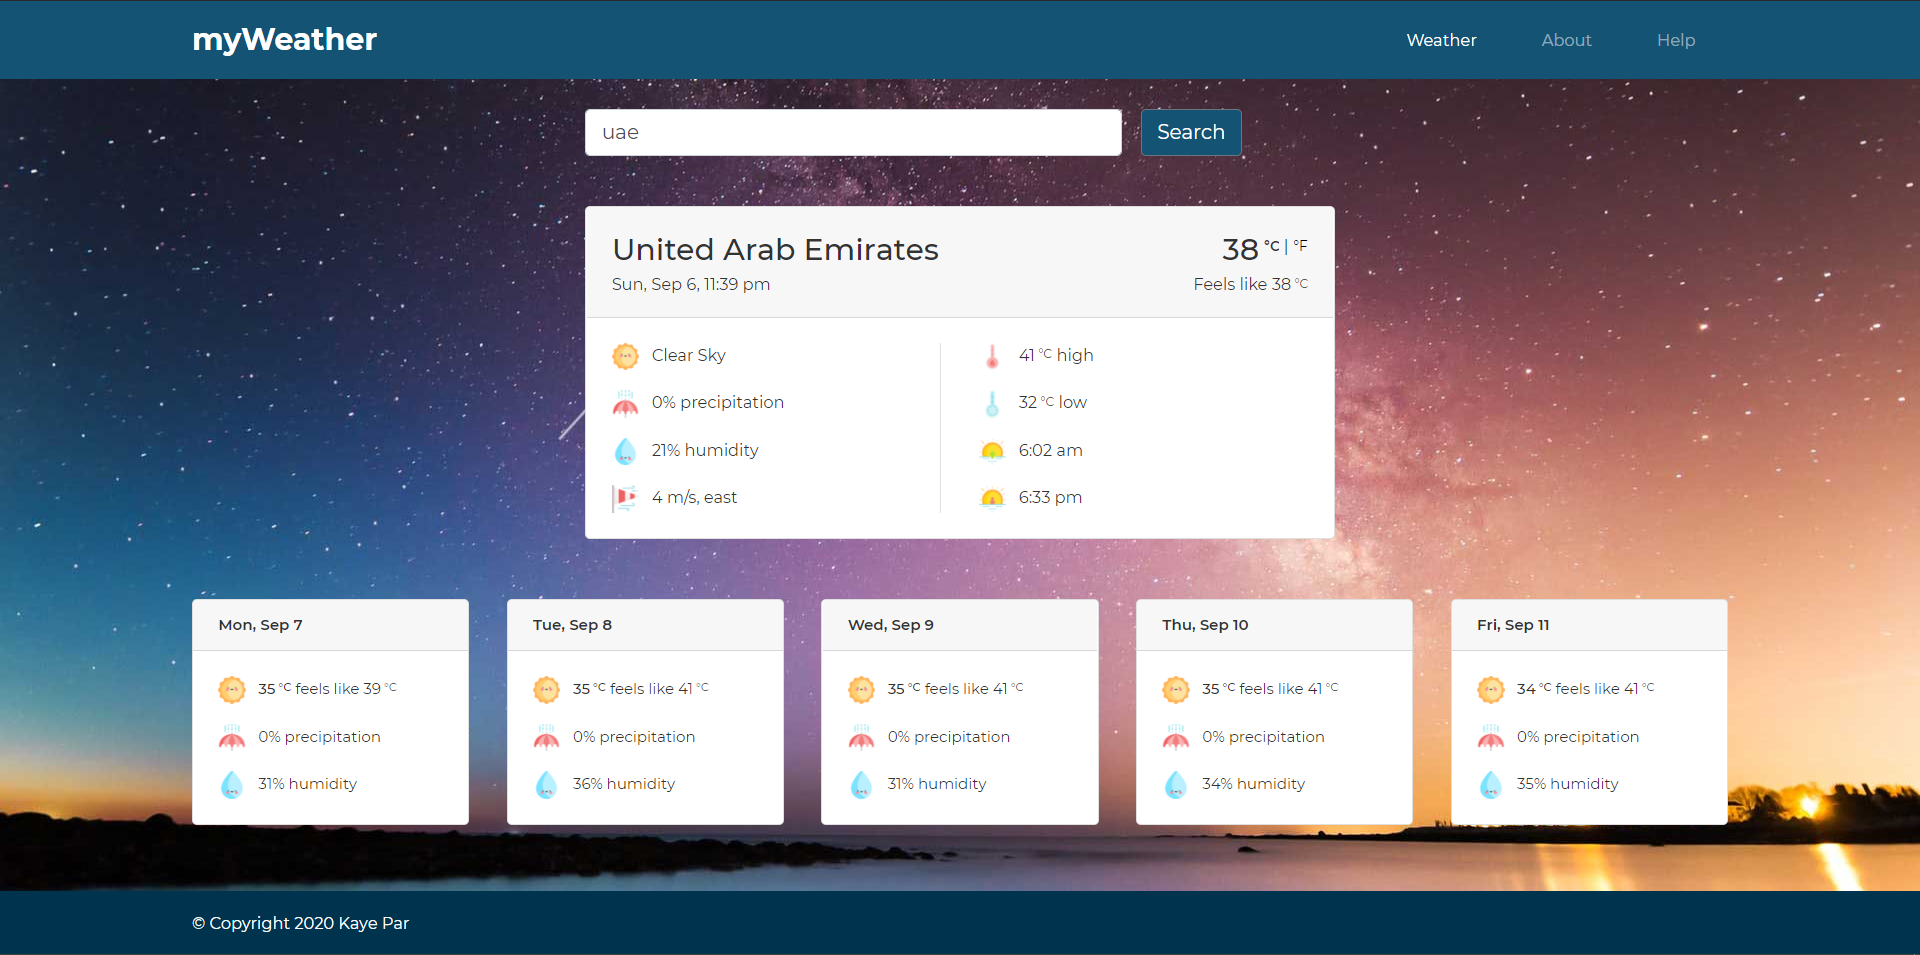 myWeather
Weather About Help
uae Search
United Arab Emirates 38 °C | °F
Sun, Sep 6, 11:39 pm Feels like 38 °C
Clear Sky 41 °C high
0% precipitation 32 °C low
21% humidity 6:02 am
4 m/s, east 6:33 pm
Mon, Sep 7
35 °C feels like 39 °C
0% precipitation
31% humidity
Tue, Sep 8
35 °C feels like 41 °C
0% precipitation
36% humidity
Wed, Sep 9
35 °C feels like 41 °C
0% precipitation
31% humidity
Thu, Sep 10
35 °C feels like 41 °C
0% precipitation
34% humidity
Fri, Sep 11
34 °C feels like 41 °C
0% precipitation
35% humidity
© Copyright 2020 Kaye Par